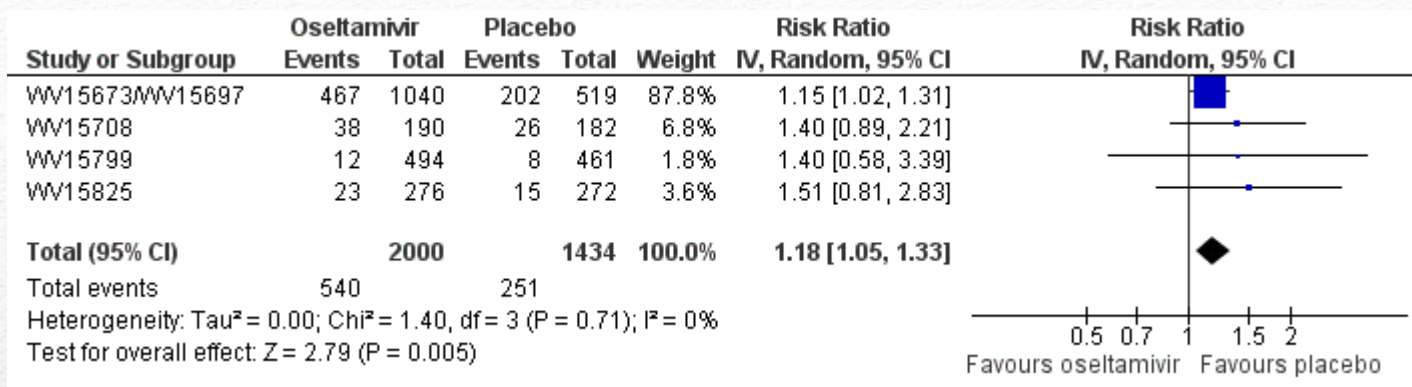 Oseltamivir Placebo Risk Ratio Risk Ratio
Study or Subgroup Events Total Events Total Weight IV, Random, 95% CI IV, Random, 95% CI
WV15673/WV15697 467 1040 202 519 87.8% 1.15 [1.02, 1.31]
WV15708 38 190 26 182 6.8% 1.40 [0.89, 2.21]
WV15799 12 494 8 461 1.8% 1.40 [0.58, 3.39]
WV15825 23 276 15 272 3.6% 1.51 [0.81, 2.83]
Total (95% CI) 2000 1434 100.0% 1.18 [1.05, 1.33]
Total events 540 251
Heterogeneity: Tau² = 0.00; Chi² = 1.40, df = 3 (P = 0.71); I² = 0%
Test for overall effect: Z = 2.79 (P = 0.005)
0.5 0.7 1 1.5 2
Favours oseltamivir Favours placebo